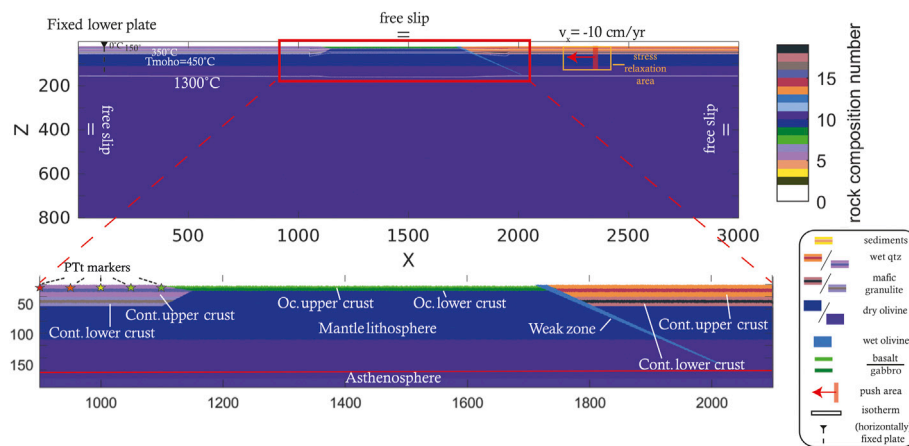 Fixed lower plate
free slip
=
vx= -10 cm/yr
0°C 150°
350°C
Tmoho=450°C
1300°C
stress
relaxation
area
free slip
=
free slip
=
Z
200
400
600
800
500
1000
1500
2000
2500
3000
X
15
10
5
0
rock composition number
PTt markers
50
100
150
Cont. lower crust
Cont. upper crust
Oc. upper crust
Oc. lower crust
Mantle lithosphere
Weak zone
Cont. upper crust
Cont. lower crust
Asthenosphere
1000
1200
1400
1600
1800
2000
sediments
wet qtz
mafic
granulite
dry olivine
wet olivine
basalt
gabbro
push area
isotherm
(horizontally
fixed plate